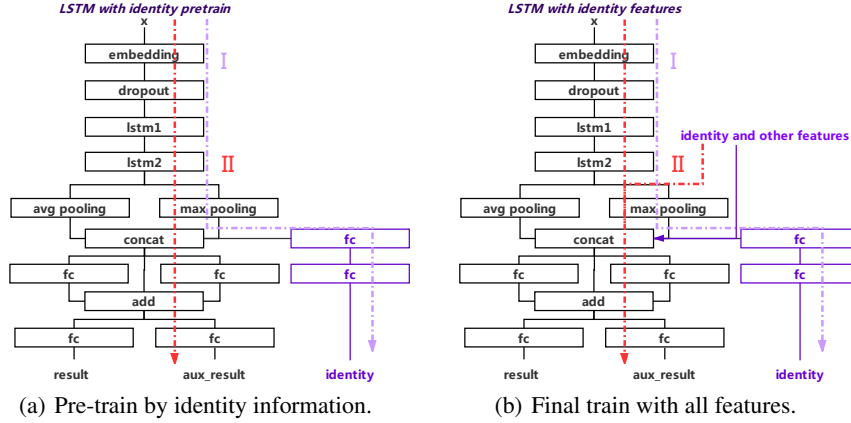 LSTM with identity pretrain
x
embedding
I
dropout
lstm1
lstm2
II
avg pooling
max pooling
concat
fc
fc
fc
fc
add
fc
fc
result
aux_result
identity
(a) Pre-train by identity information.
LSTM with identity features
x
embedding
I
dropout
lstm1
identity and other features
lstm2
II
avg pooling
max pooling
concat
fc
fc
fc
fc
add
fc
fc
result
aux_result
identity
(b) Final train with all features.